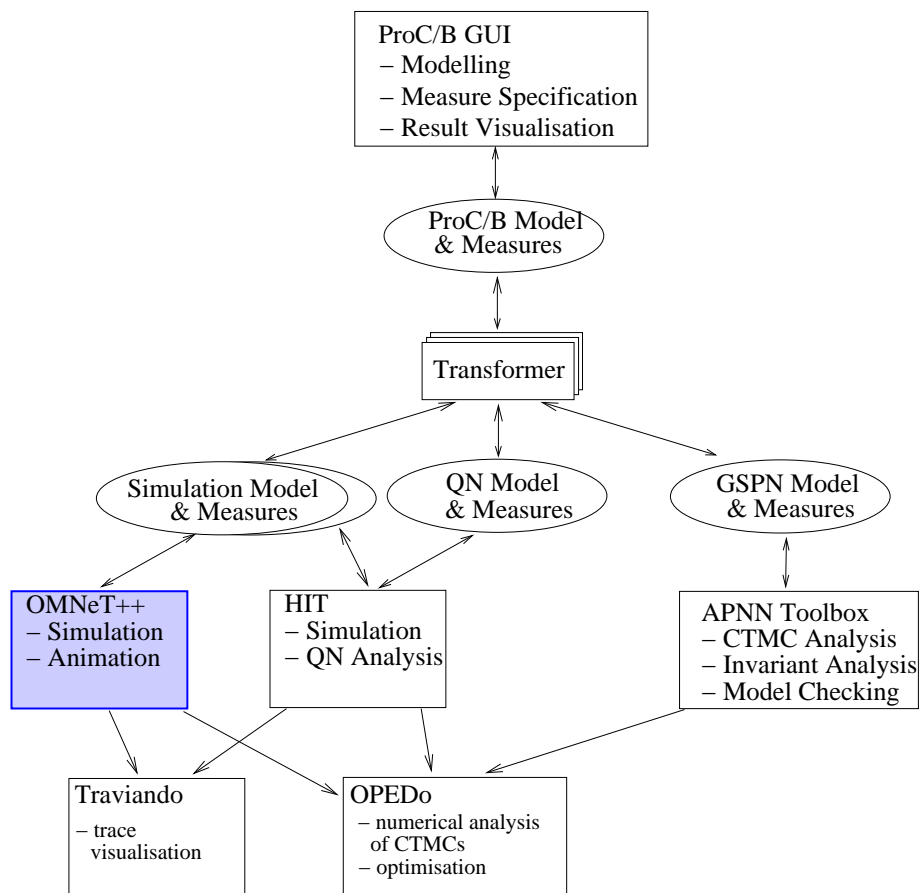 ProC/B GUI
– Modelling
– Measure Specification
– Result Visualisation
ProC/B Model
& Measures
Transformer
Simulation Model
& Measures
QN Model
& Measures
GSPN Model
& Measures
OMNeT++
– Simulation
– Animation
HIT
– Simulation
– QN Analysis
APNN Toolbox
– CTMC Analysis
– Invariant Analysis
– Model Checking
Traviando
– trace
visualisation
OPEDo
– numerical analysis
of CTMCs
– optimisation